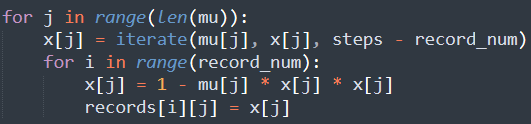 for j in range(len(mu)):
    x[j] = iterate(mu[j], x[j], steps - record_num)
    for i in range(record_num):
        x[j] = 1 - mu[j] * x[j] * x[j]
        records[i][j] = x[j]